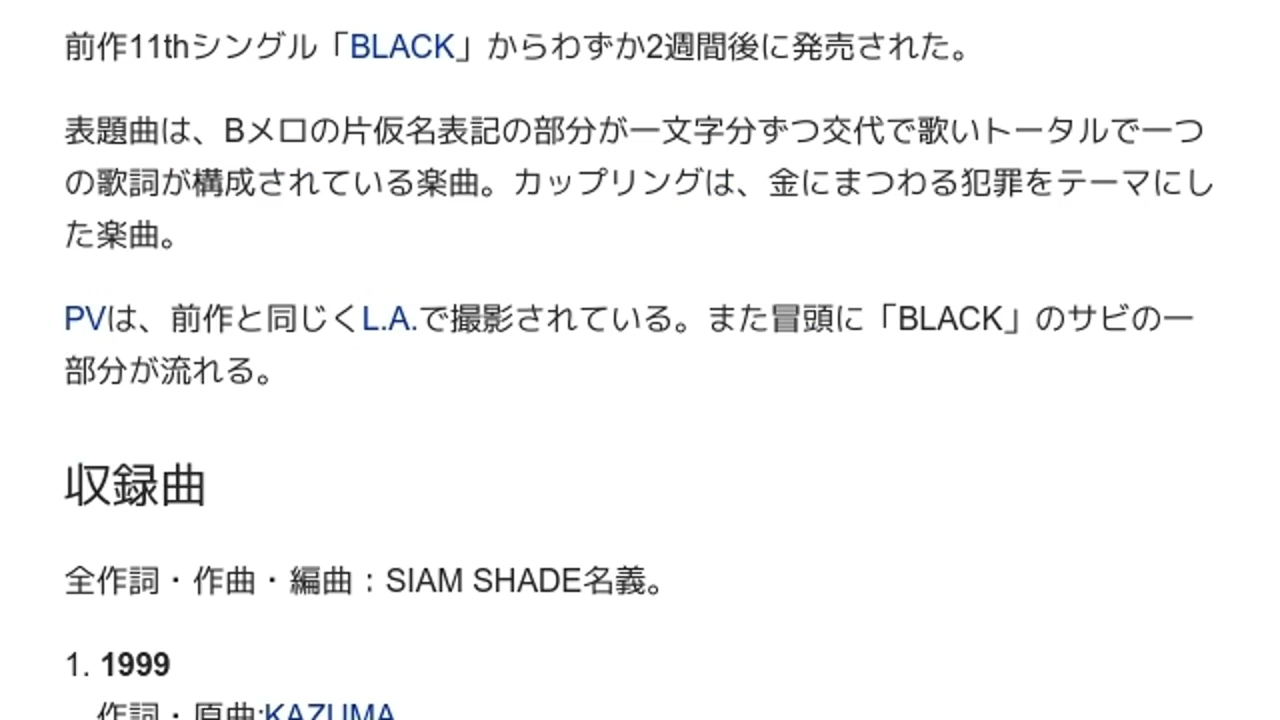 前作11thシングル「BLACK」からわずか2週間後に発売された。
表題曲は、Bメロの片仮名表記の部分が一文字分ずつ交代で歌いトータルで一つ
の歌詞が構成されている楽曲。カップリングは、金にまつわる犯罪をテーマにし
た楽曲。
PVは、前作と同じくL.A.で撮影されている。また冒頭に「BLACK」のサビの一
部分が流れる。
収録曲
全作詞・作曲・編曲：SIAM SHADE名義。
1. 1999
作詞・原曲:KAZUMA